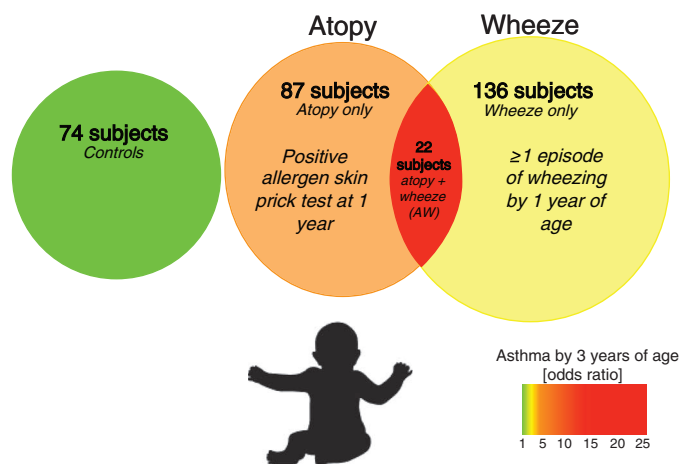 Atopy
Wheeze
74 subjects
Controls
87 subjects
Atopy only
Positive
allergen skin
prick test at 1
year
22
subjects
atopy +
wheeze
(AW)
136 subjects
Wheeze only
≥1 episode
of wheezing
by 1 year of
age
Asthma by 3 years of age
[odds ratio]
1 5 10 15 20 25